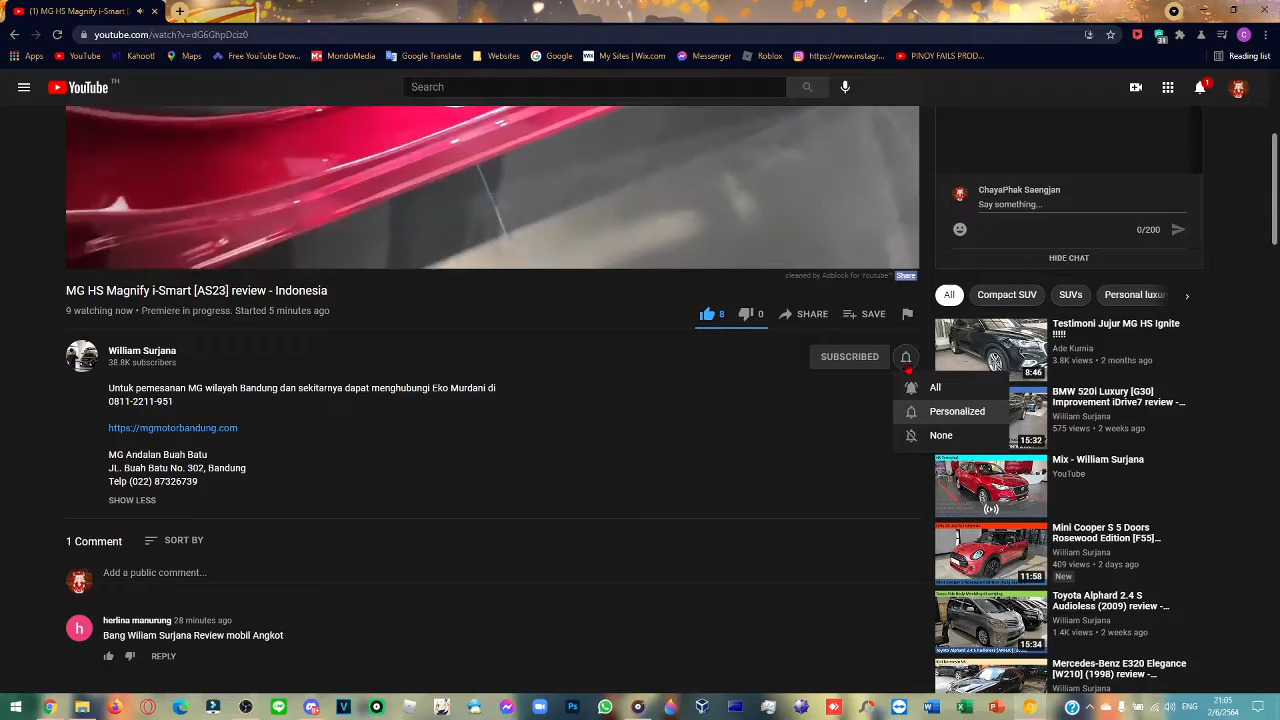 (1) MG HS Magnify i-Smart [
youtube.com/watch?v=dG6GhpDciz0
Apps YouTube Kahoot! Maps Free YouTube Dow... MondoMedia Google Translate Websites Google My Sites | Wix.com Messenger Roblox https://www.instagr... PINOY FAILS PROD... Reading list
YouTube TH
Search
1
ChayaPhak Saengjan
Say something...
0/200
HIDE CHAT
cleaned by Adblock for Youtube™ Share
MG HS Magnify i-Smart [AS23] review - Indonesia
9 watching now • Premiere in progress. Started 5 minutes ago
8 0 SHARE SAVE
William Surjana
38.8K subscribers
SUBSCRIBED
All
Personalized
None
Untuk pemesanan MG wilayah Bandung dan sekitarnya dapat menghubungi Eko Murdani di
0811-2211-951
https://mgmotorbandung.com
MG Andalan Buah Batu
JL. Buah Batu No. 302, Bandung
Telp (022) 87326739
SHOW LESS
1 Comment SORT BY
Add a public comment...
herlina manurung 28 minutes ago
h
Bang Wiliam Surjana Review mobil Angkot
REPLY
All Compact SUV SUVs Personal luxur
Testimoni Jujur MG HS Ignite
!!!!!
Ade Kurnia
3.8K views • 2 months ago
8:46
BMW 520i Luxury [G30]
Improvement iDrive7 review -...
William Surjana
575 views • 2 weeks ago
15:32
Mix - William Surjana
YouTube
Mini Cooper S 5 Doors
Rosewood Edition [F55]...
William Surjana
409 views • 2 days ago
11:58
New
Toyota Alphard 2.4 S
Audioless (2009) review -...
William Surjana
1.4K views • 2 weeks ago
15:34
Mercedes-Benz E320 Elegance
[W210] (1998) review -...
William Surjana
ENG
21:05
2/6/2564